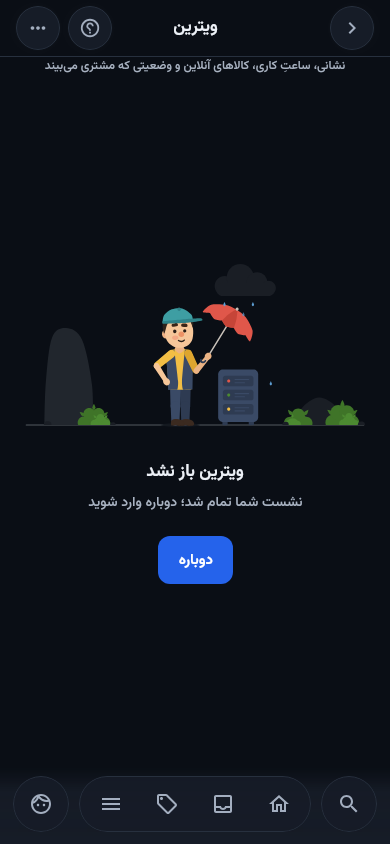 ویترین
نشانی، ساعتِ کاری، کالاهای آنلاین و وضعیتی که مشتری می‌بیند
ویترین باز نشد
نشست شما تمام شد؛ دوباره وارد شوید
دوباره